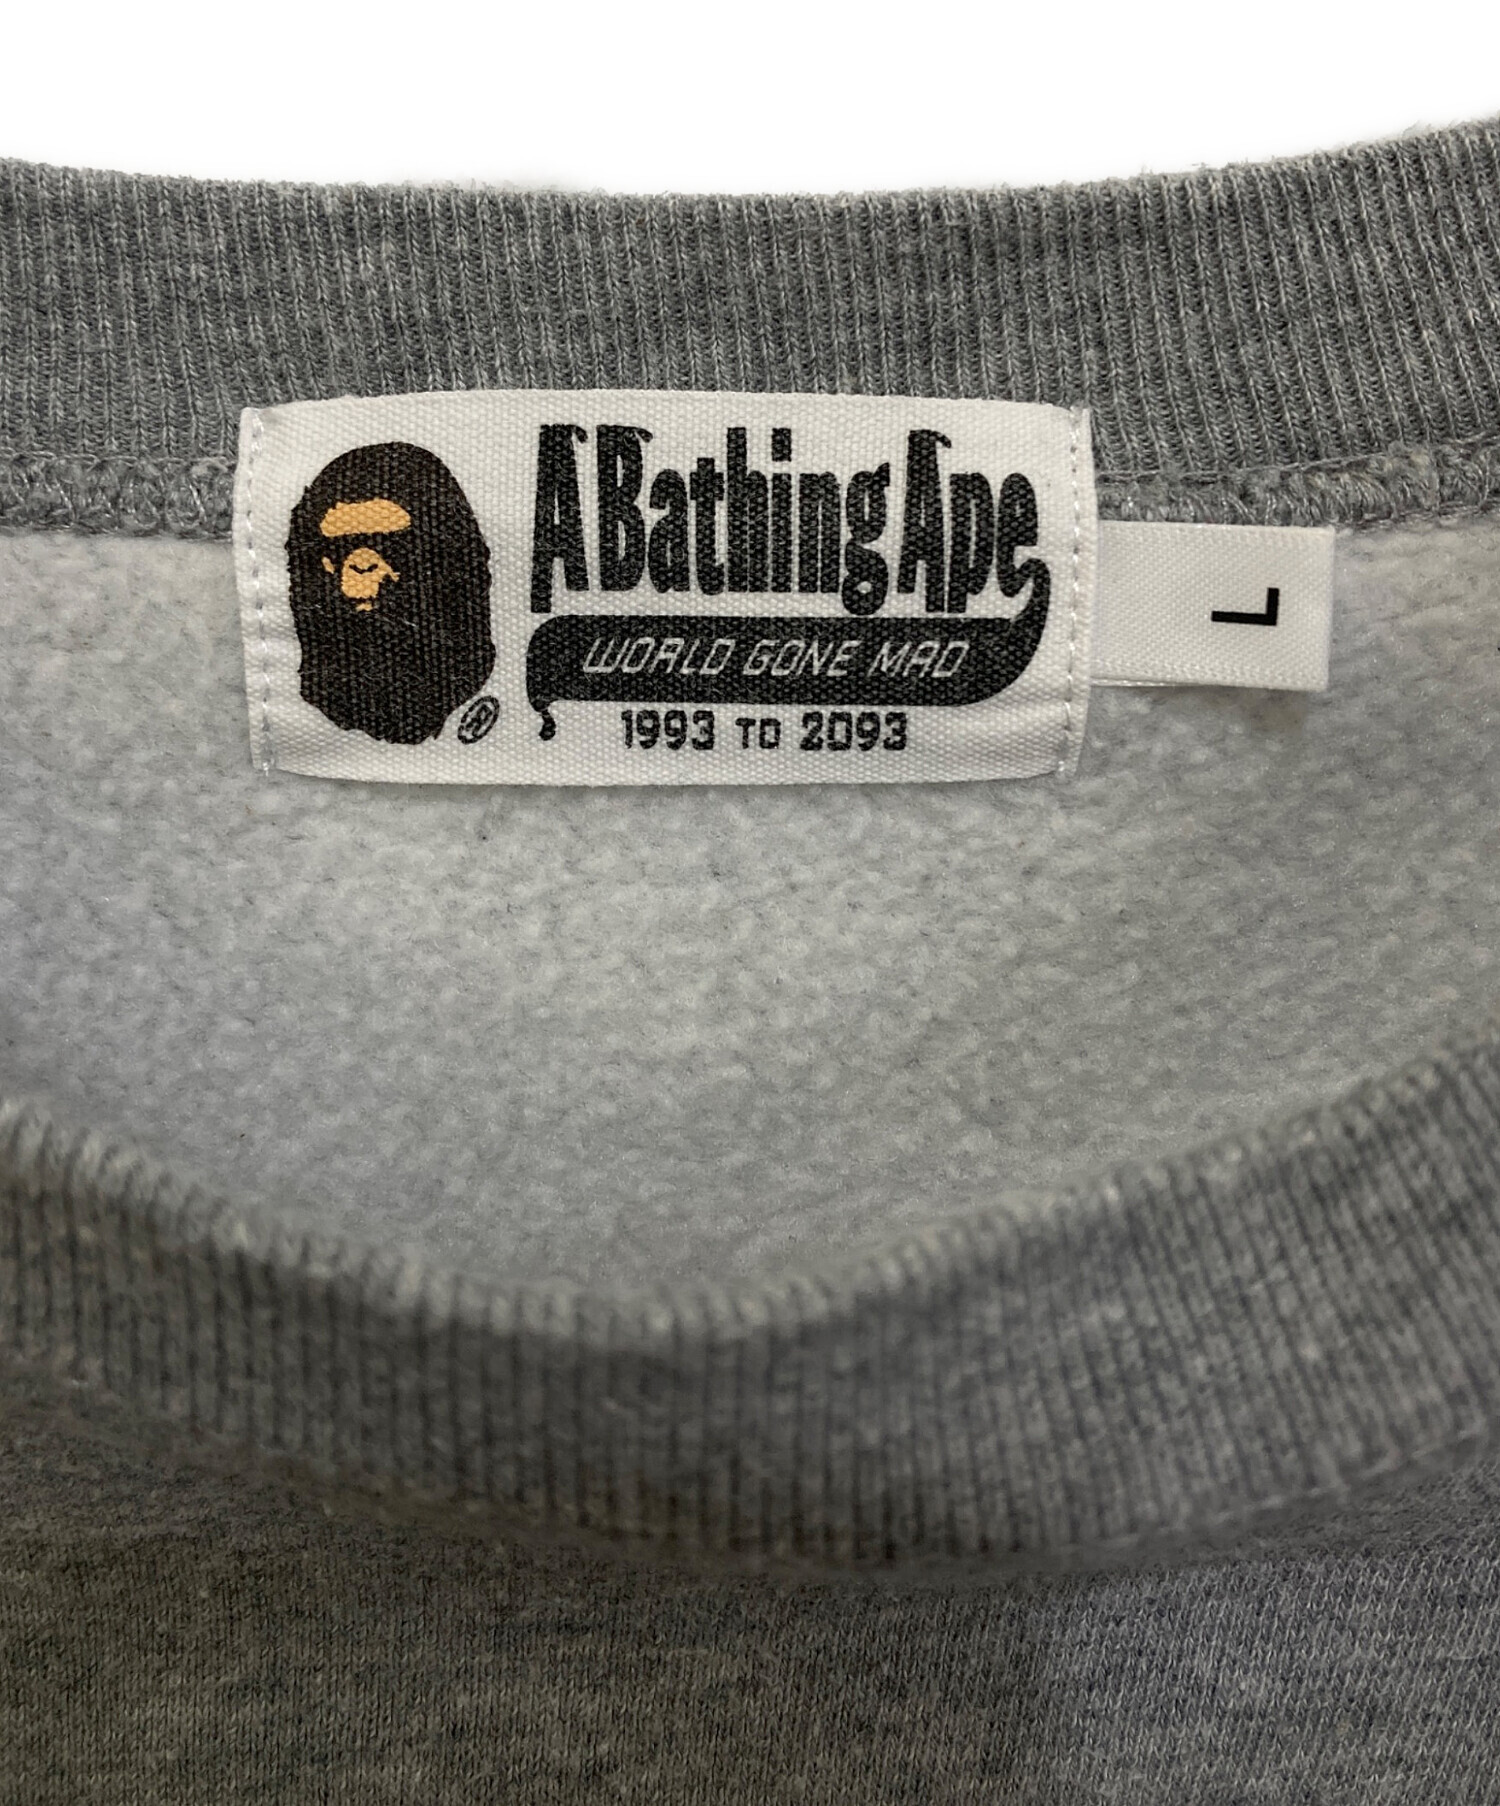 A Bathing Ape
WORLD GONE MAD
1993 TO 2093
®
L